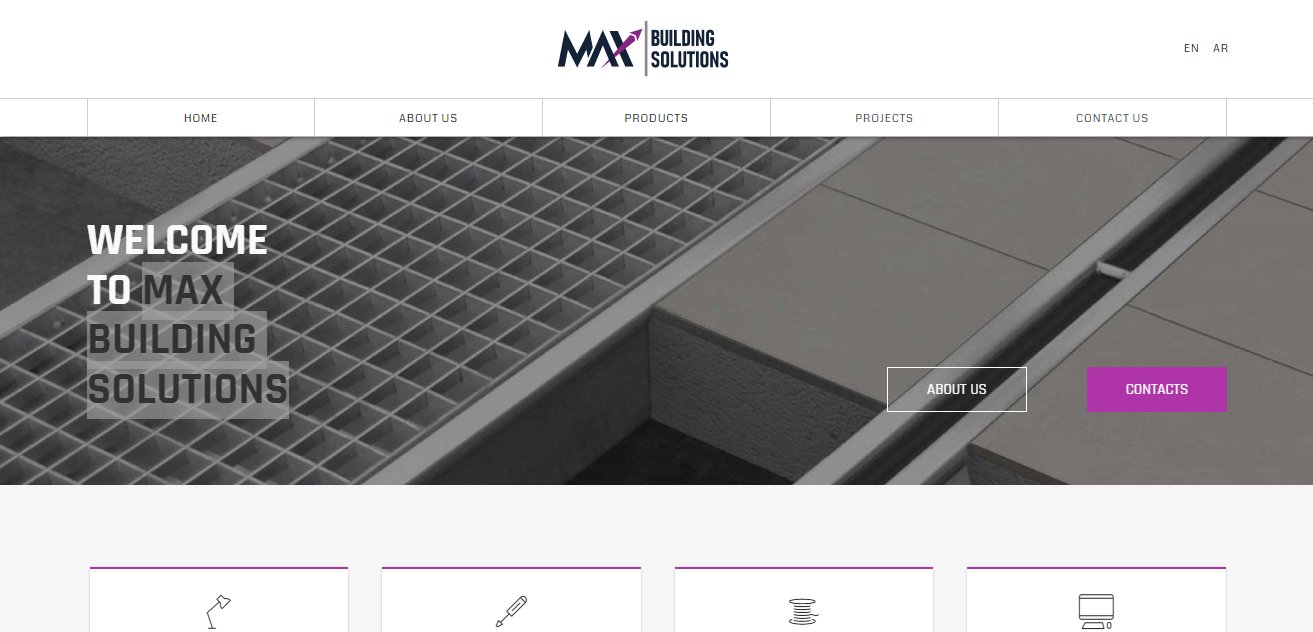 MAX BUILDING
SOLUTIONS
EN AR
HOME ABOUT US PRODUCTS PROJECTS CONTACT US
WELCOME
TO MAX
BUILDING
SOLUTIONS
ABOUT US CONTACTS